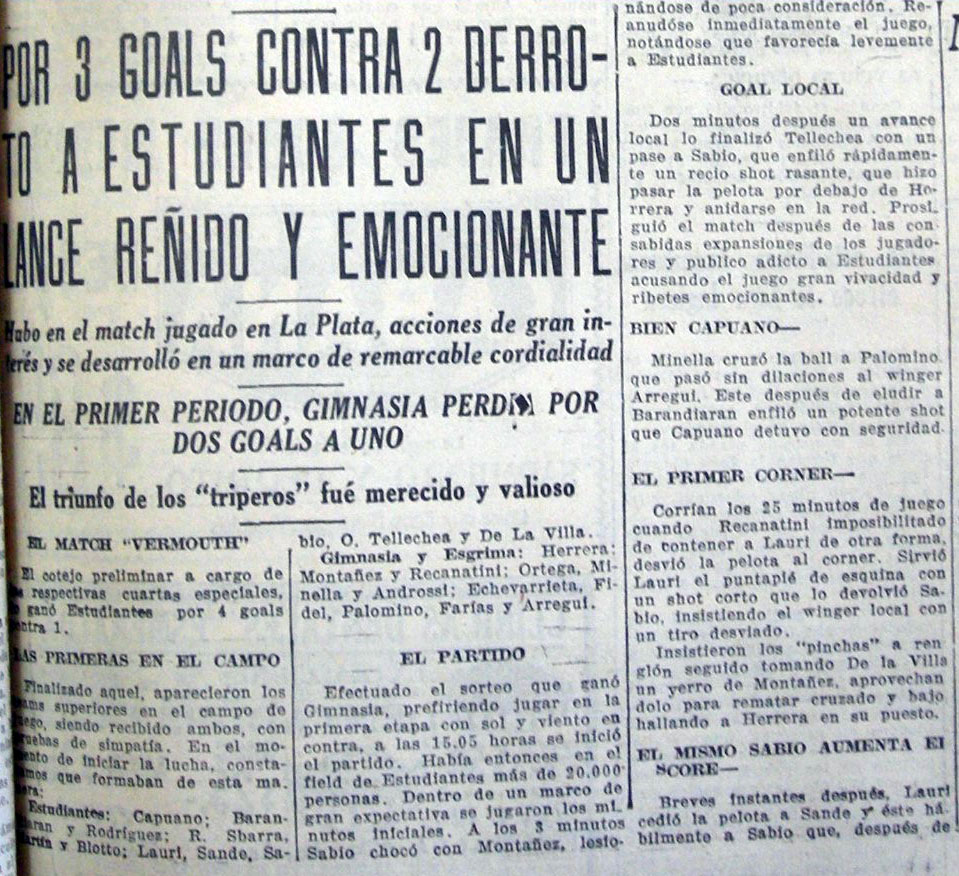 POR 3 GOALS CONTRA 2 DERRO-
TO A ESTUDIANTES EN UN
LANCE REÑIDO Y EMOCIONANTE
Hubo en el match jugado en La Plata, acciones de gran in-
terés y se desarrolló en un marco de remarcable cordialidad
EN EL PRIMER PERIODO, GIMNASIA POR
DOS GOALS A UNO
El triunfo de los "triperos" fué merecido y valioso
EL MATCH "VERMOUTH"
El cotejo preliminar a cargo de
respectivas cuartas especiales,
ganó Estudiantes por 4 goals
contra 1.
LAS PRIMERAS EN EL CAMPO
Finalizado aquel, aparecieron los
teams superiores en el campo de
juego, siendo recibido ambos, con
pruebas de simpatía. En el mo-
mento de iniciar la lucha, consta-
tamos que formaban de esta ma.
nera:
Estudiantes: Capuano; Baran-
diaran y Rodríguez; R. Sbarra,
Martín y Blotto; Lauri, Sande, Sa-
bio, O. Tellechea y De La Villa.
Gimnasia y Esgrima: Herrera;
Montañez y Recanatini; Ortega, Mi-
nella y Androssi; Echevarrieta, Fi-
del, Palomino, Farías y Arregui.
EL PARTIDO
Efectuado el sorteo que ganó
Gimnasia, prefiriendo jugar en la
primera etapa con sol y viento en
contra, a las 15.05 horas se inició
el partido. Había entonces en el
field de Estudiantes más de 20.000
personas. Dentro de un marco de
gran expectativa se jugaron los mi_
nutos iniciales. A los 3 minutos
Sabio chocó con Montañez, lesio-
nándose de poca consideración. Re-
anudóse inmediatamente el juego,
notándose que favorecía levemente
a Estudiantes.
GOAL LOCAL
Dos minutos después un avance
local lo finalizó Tellechea con un
pase a Sabio, que enfiló rápidamen-
te un recio shot rasante, que hizo
pasar la pelota por debajo de He-
rrera y anidarse en la red. Prosi_
guió el match después de las con-
sabidas expansiones de los jugado-
res y publico adicto a Estudiantes
acusando el juego gran vivacidad y
ribetes emocionantes.
BIEN CAPUANO—
Minella cruzó la ball a Palomino
que pasó sin dilaciones al winger
Arregui. Este después de eludir a
Barandiaran enfiló un potente shot
que Capuano detuvo con seguridad.
EL PRIMER CORNER—
Corrían los 25 minutos de juego
cuando Recanatini imposibilitado
de contener a Lauri de otra forma,
desvió la pelota al corner. Sirvió
Lauri el puntapié de esquina con
un shot corto que lo devolvió Sa-
bio, insistiendo el winger local con
un tiro desviado.
Insistieron los "pinchas" a ren
glón seguido tomando De la Villa
un yerro de Montañez, aprovechan
dolo para rematar cruzado y bajo
hallando a Herrera en su puesto.
EL MISMO SABIO AUMENTA El
SCORE—
Breves instantes después, Lauri
cedió la pelota a Sande y éste há-
bilmente a Sabio que, después de